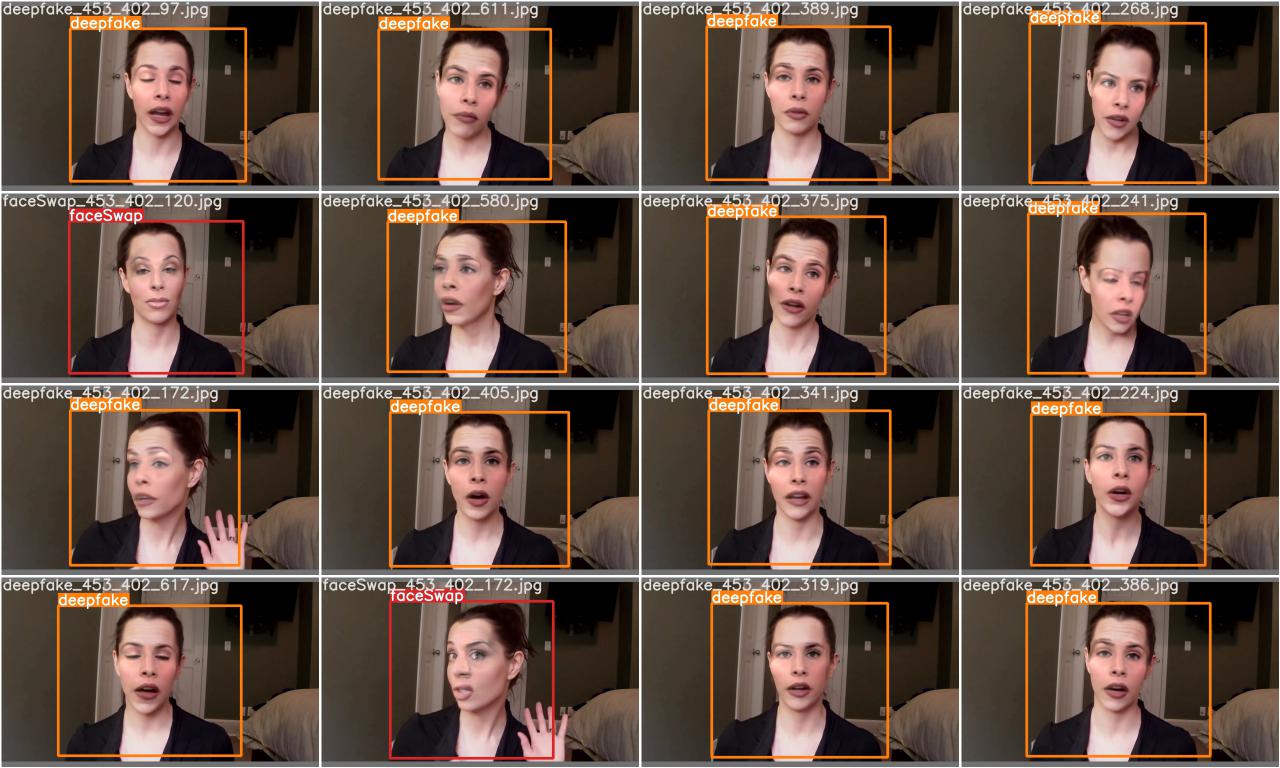 deepfake_453_402_97.jpg
deepfake
deepfake_453_402_611.jpg
deepfake
deepfake_453_402_389.jpg
deepfake
deepfake_453_402_268.jpg
deepfake
faceSwap_453_402_120.jpg
faceSwap
deepfake_453_402_580.jpg
deepfake
deepfake_453_402_375.jpg
deepfake
deepfake_453_402_241.jpg
deepfake
deepfake_453_402_172.jpg
deepfake
deepfake_453_402_405.jpg
deepfake
deepfake_453_402_341.jpg
deepfake
deepfake_453_402_224.jpg
deepfake
deepfake_453_402_617.jpg
deepfake
faceSwap_453_402_172.jpg
faceSwap
deepfake_453_402_319.jpg
deepfake
deepfake_453_402_386.jpg
deepfake